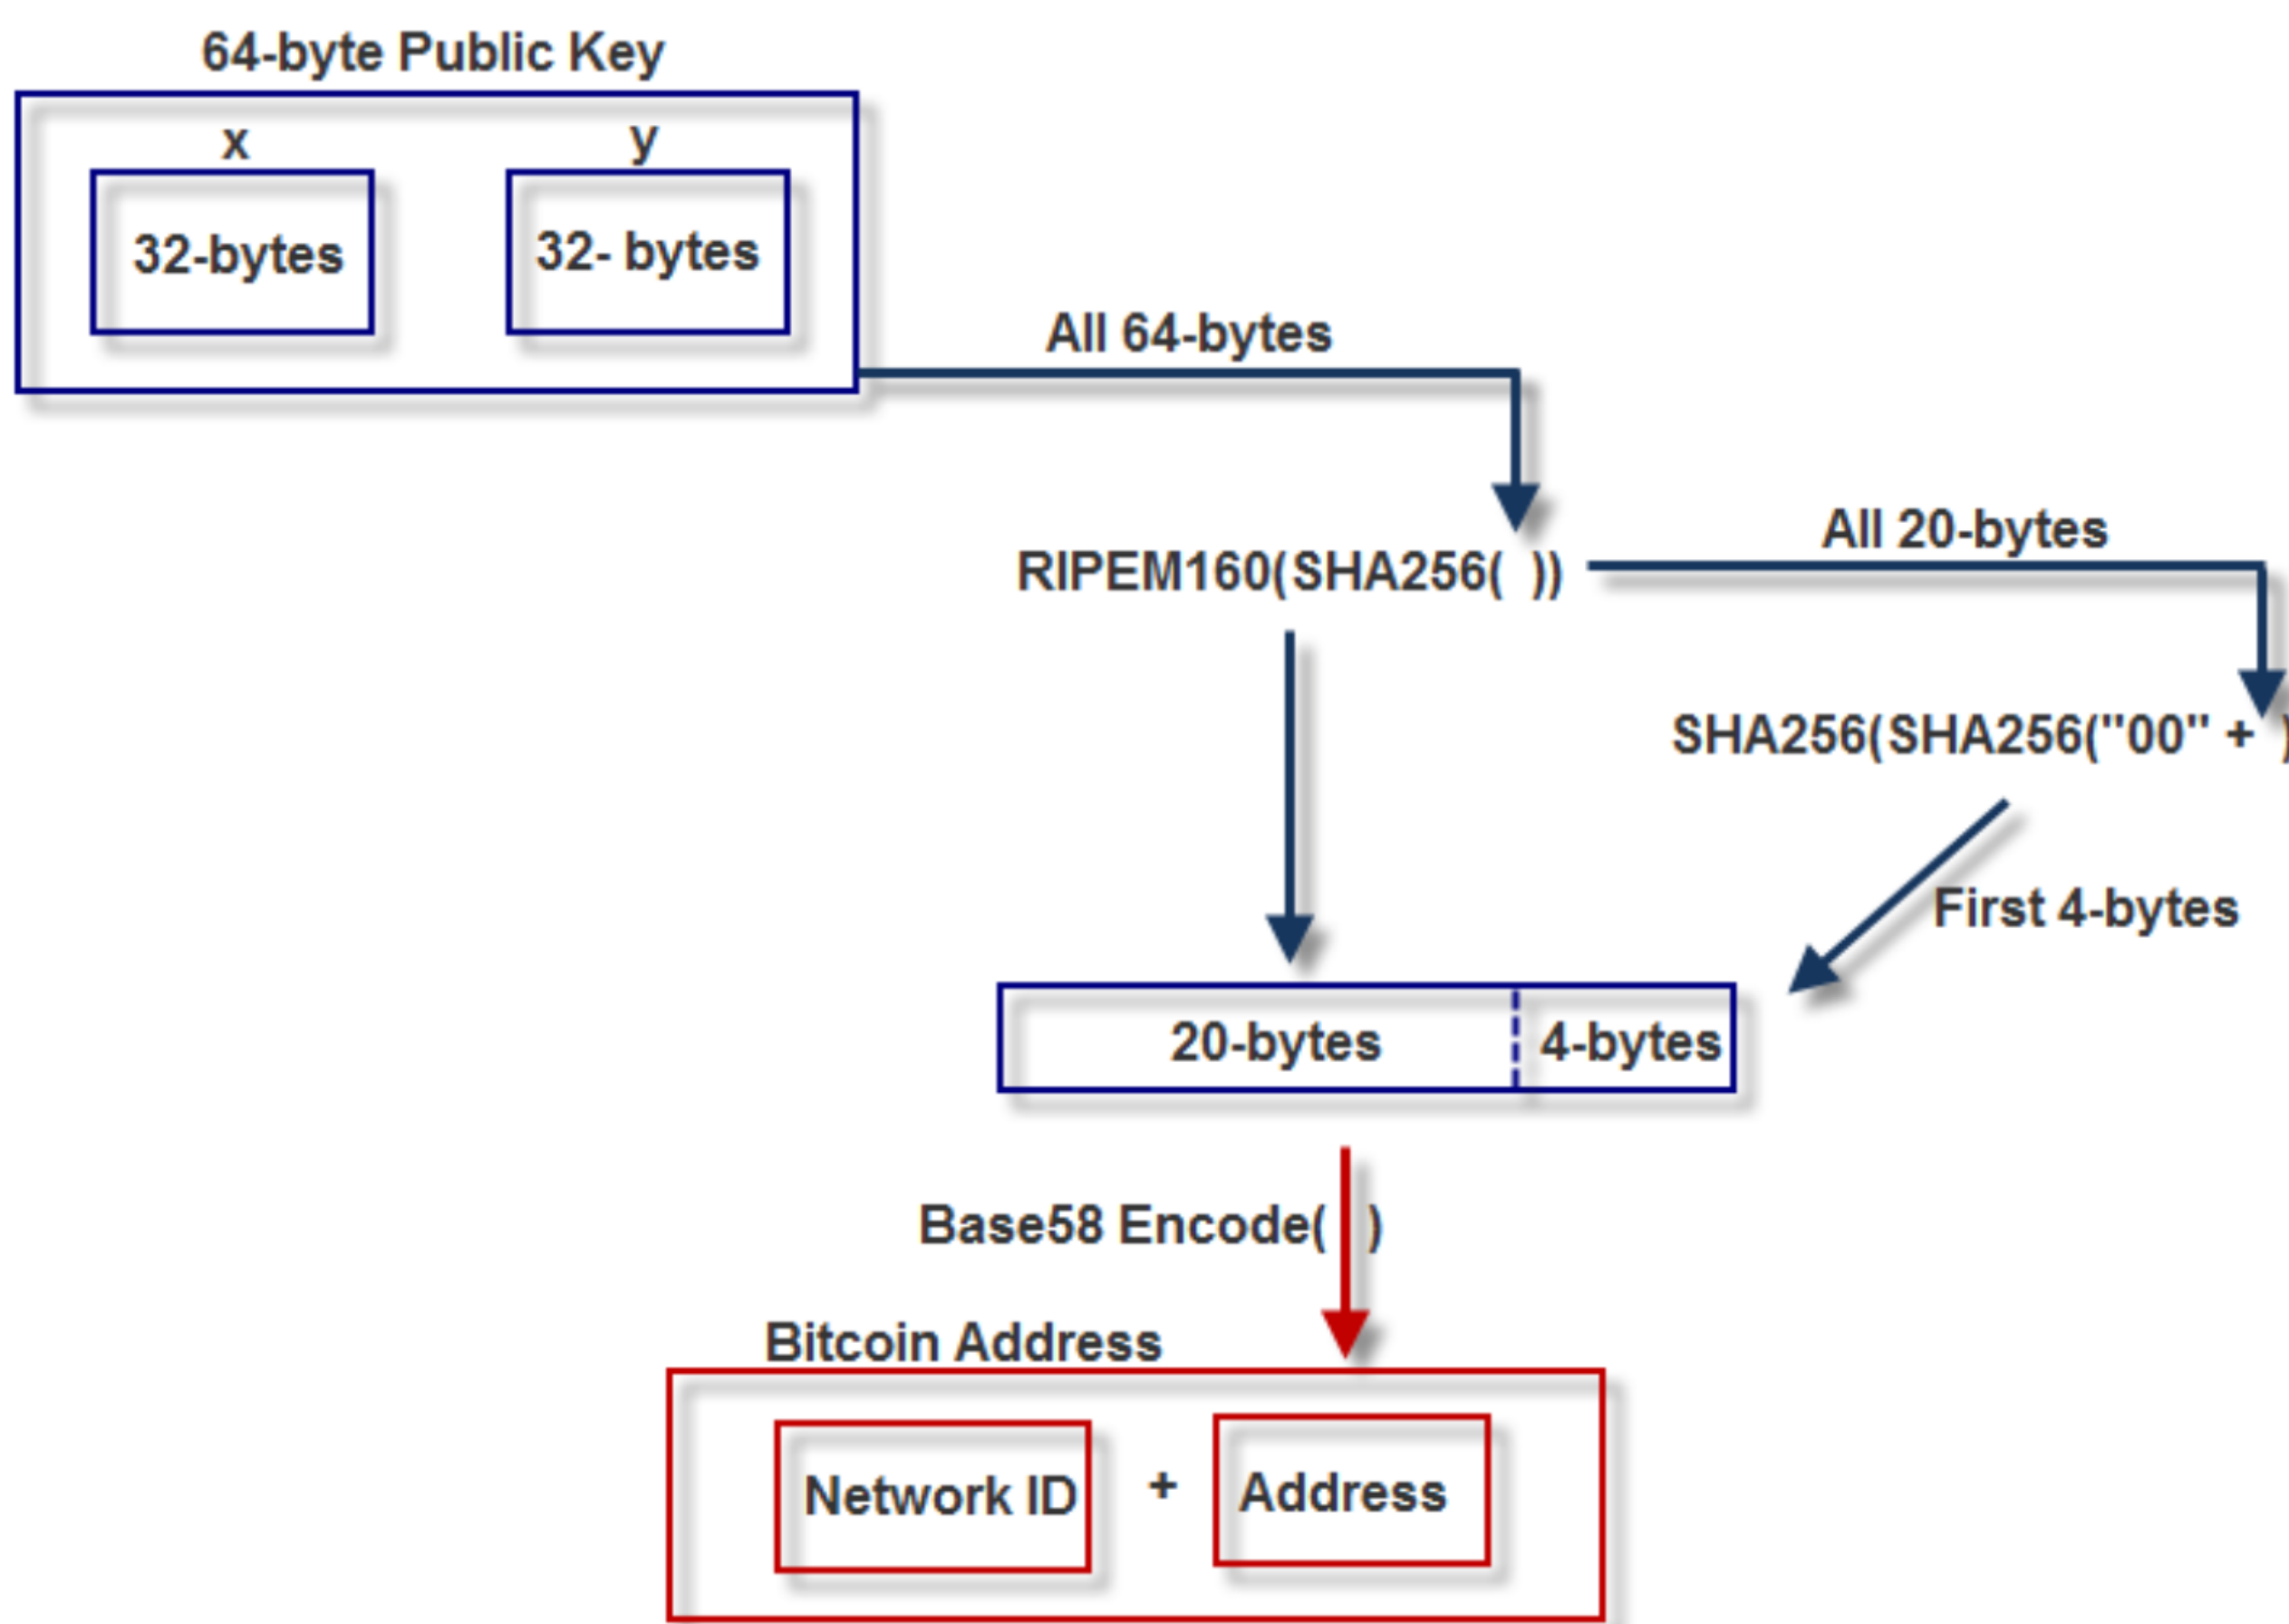 64-byte Public Key
x
y
32-bytes
32- bytes
All 64-bytes
RIPEM160(SHA256( ))
All 20-bytes
SHA256(SHA256("00" + )
First 4-bytes
20-bytes
4-bytes
Base58 Encode( )
Bitcoin Address
Network ID
+
Address